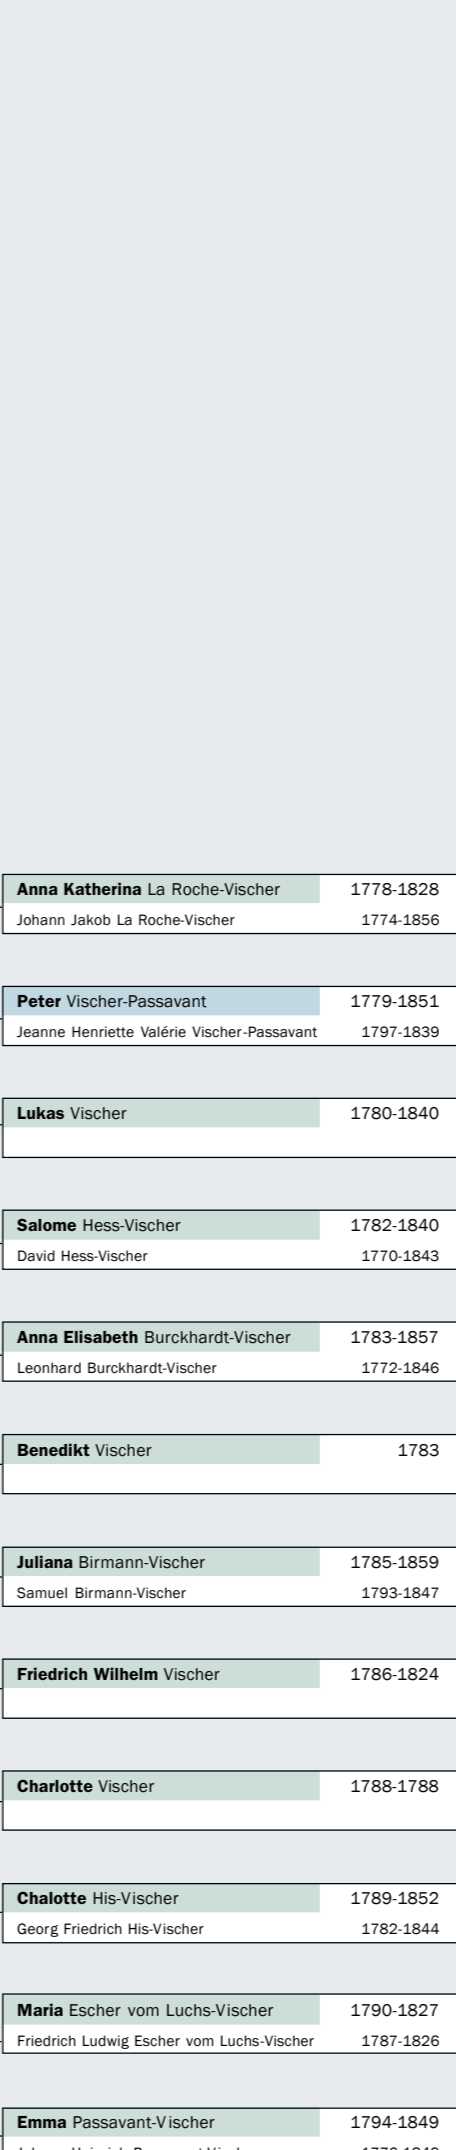 Anna Katherina La Roche-Vischer 1778-1828
Johann Jakob La Roche-Vischer 1774-1856
Peter Vischer-Passavant 1779-1851
Jeanne Henriette Valérie Vischer-Passavant 1797-1839
Lukas Vischer 1780-1840
Salome Hess-Vischer 1782-1840
David Hess-Vischer 1770-1843
Anna Elisabeth Burckhardt-Vischer 1783-1857
Leonhard Burckhardt-Vischer 1772-1846
Benedikt Vischer 1783
Juliana Birmann-Vischer 1785-1859
Samuel Birmann-Vischer 1793-1847
Friedrich Wilhelm Vischer 1786-1824
Charlotte Vischer 1788-1788
Chalotte His-Vischer 1789-1852
Georg Friedrich His-Vischer 1782-1844
Maria Escher vom Luchs-Vischer 1790-1827
Friedrich Ludwig Escher vom Luchs-Vischer 1787-1826
Emma Passavant-Vischer 1794-1849